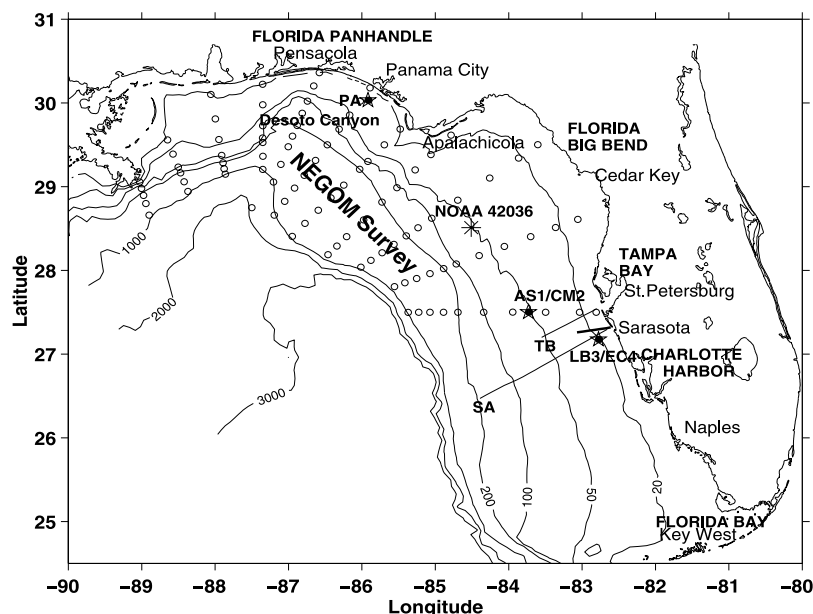 31
30
29
28
27
26
25
Latitude
FLORIDA PANHANDLE
Pensacola
Panama City
PA
Desoto Canyon
Apalachicola
FLORIDA
BIG BEND
Cedar Key
NEGOM Survey
NOAA 42036
TAMPA
BAY
St.Petersburg
AS1/CM2
Sarasota
TB
LB3/EC4
CHARLOTTE
HARBOR
SA
Naples
FLORIDA BAY
Key West
1000
2000
3000
200
100
50
20
−90 −89 −88 −87 −86 −85 −84 −83 −82 −81 −80
Longitude